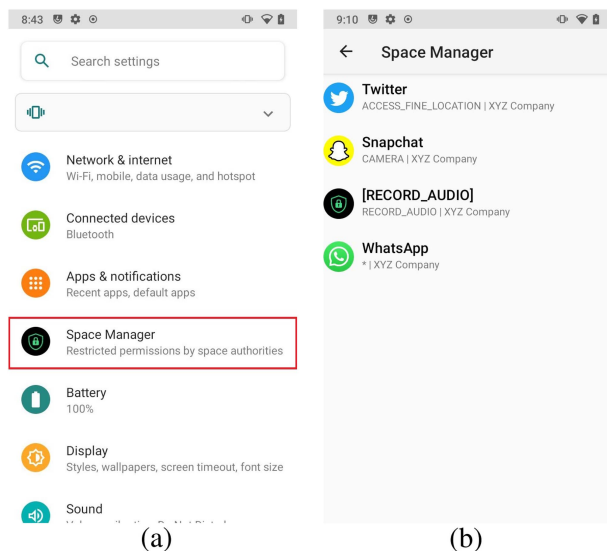 8:43
Search settings
Network & internet
Wi-Fi, mobile, data usage, and hotspot
Connected devices
Bluetooth
Apps & notifications
Recent apps, default apps
Space Manager
Restricted permissions by space authorities
Battery
100%
Display
Styles, wallpapers, screen timeout, font size
Sound
(a)
9:10
Space Manager
Twitter
ACCESS_FINE_LOCATION | XYZ Company
Snapchat
CAMERA | XYZ Company
[RECORD_AUDIO]
RECORD_AUDIO | XYZ Company
WhatsApp
* | XYZ Company
(b)